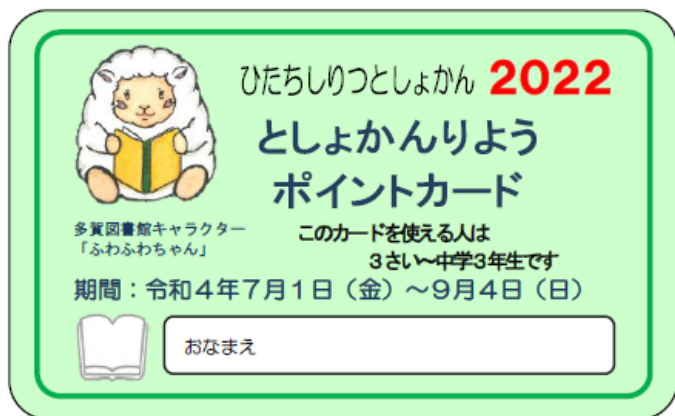 ひたちしりつとしょかん 2022
としょかんりよう
ポイントカード
多賀図書館キャラクター
「ふわふわちゃん」
このカードを使える人は
3さい～中学3年生です
期間：令和4年7月1日（金）～9月4日（日）
おなまえ